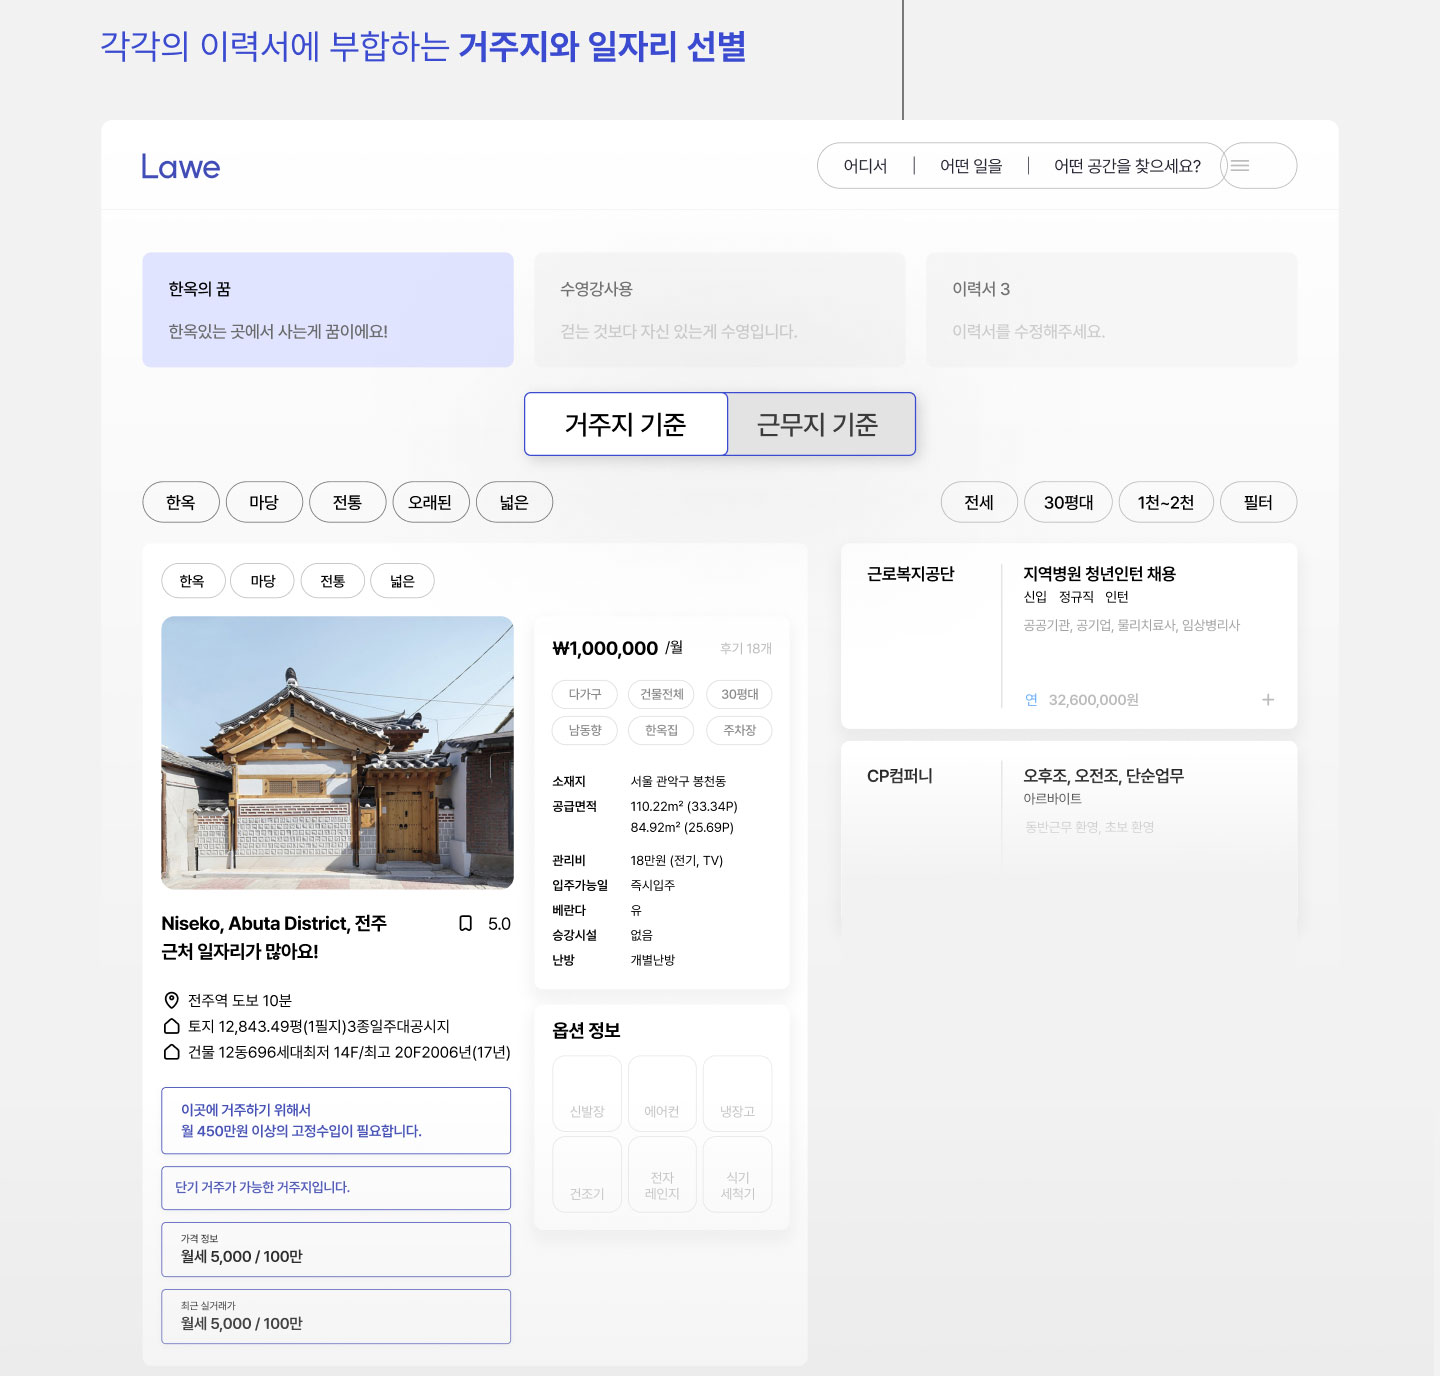 각각의 이력서에 부합하는 거주지와 일자리 선별
Lawe
어디서 | 어떤 일을 | 어떤 공간을 찾으세요?
한옥의 꿈
한옥있는 곳에서 사는게 꿈이에요!
수영강사용
걷는 것보다 자신 있는게 수영입니다.
이력서 3
이력서를 수정해주세요.
거주지 기준
근무지 기준
한옥 마당 전통 오래된 넓은
전세 30평대 1천~2천 필터
한옥 마당 전통 넓은
Niseko, Abuta District, 전주
근처 일자리가 많아요!
5.0
전주역 도보 10분
토지 12,843.49평(1필지)3종일주대공시지
건물 12동696세대최저 14F/최고 20F2006년(17년)
이곳에 거주하기 위해서
월 450만원 이상의 고정수입이 필요합니다.
단기 거주가 가능한 거주지입니다.
가격 정보
월세 5,000 / 100만
최근 실거래가
월세 5,000 / 100만
₩1,000,000 /월
후기 18개
다가구 건물전체 30평대
남동향 한옥집 주차장
소재지 서울 관악구 봉천동
공급면적 110.22m² (33.34P)
84.92m² (25.69P)
관리비 18만원 (전기, TV)
입주가능일 즉시입주
베란다 유
승강시설 없음
난방 개별난방
옵션 정보
신발장 에어컨 냉장고
건조기
전자
레인지
식기
세척기
근로복지공단
지역병원 청년인턴 채용
신입 정규직 인턴
공공기관, 공기업, 물리치료사, 임상병리사
연 32,600,000원
CP컴퍼니
오후조, 오전조, 단순업무
아르바이트
동반근무 환영, 초보 환영